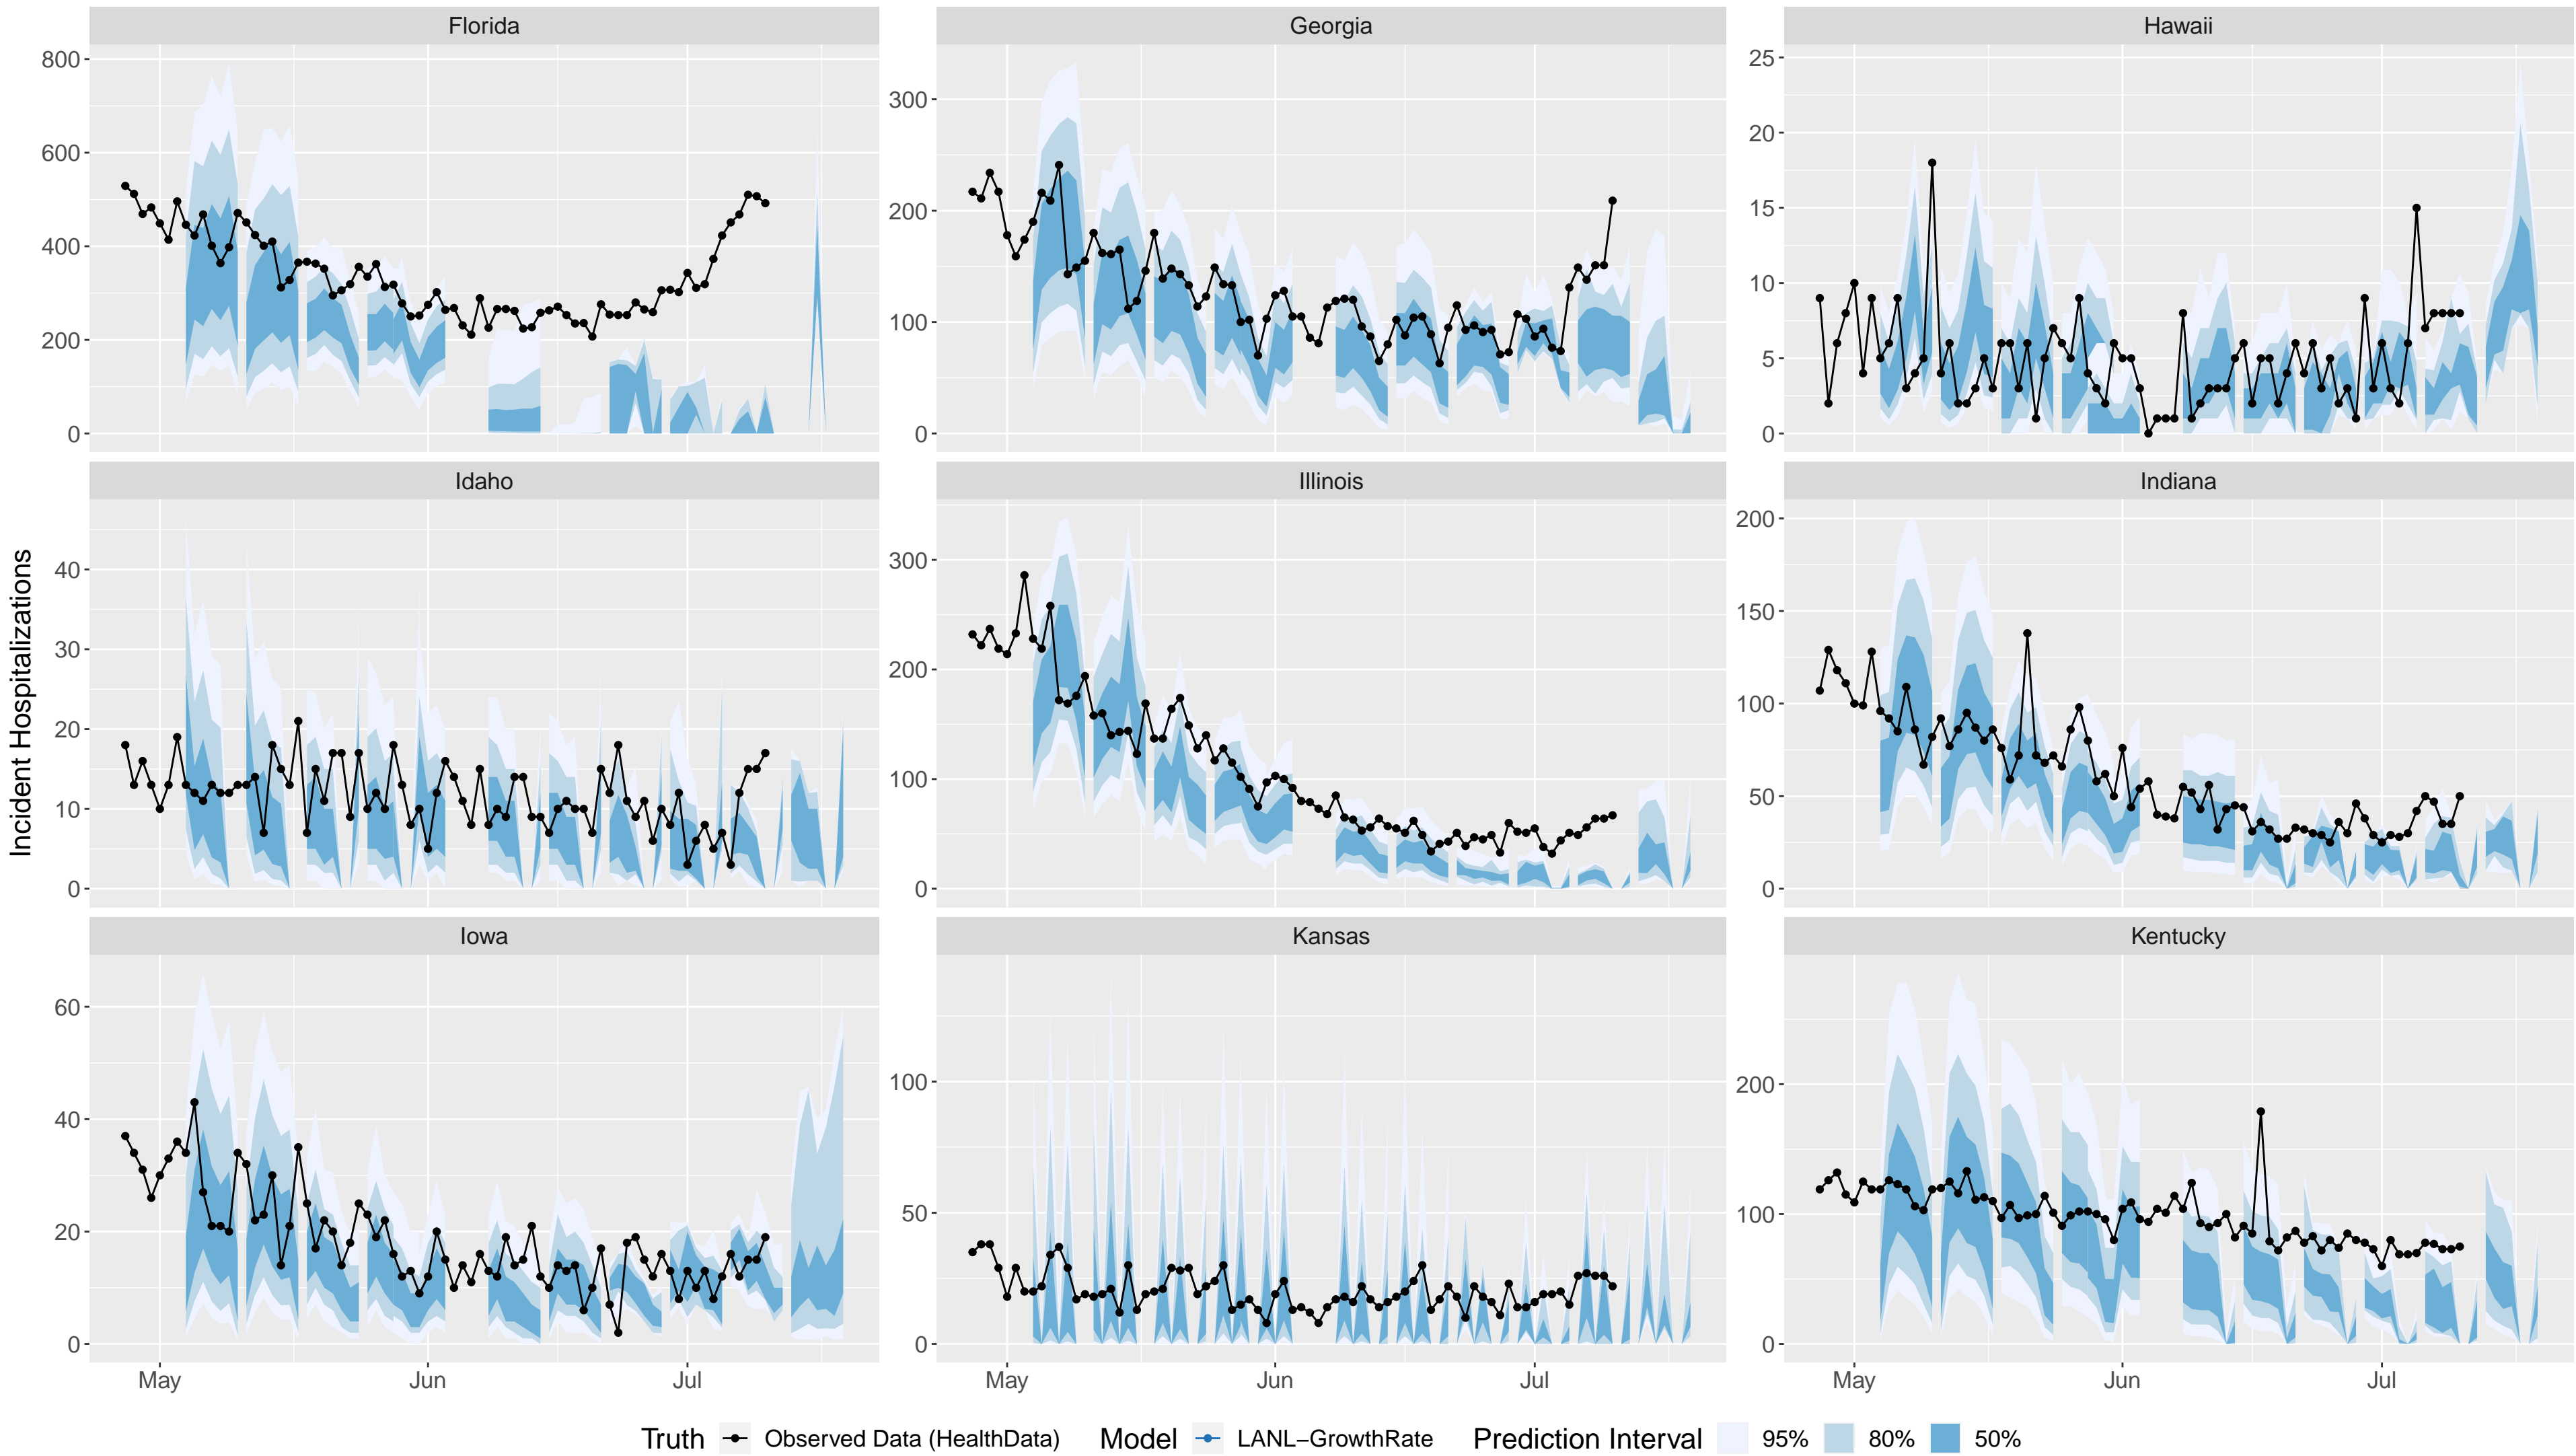 Florida Georgia Hawaii
800 600 400 200 0
300 200 100 0
25 20 15 10 5 0
Idaho Illinois Indiana
40 30 20 10 0
300 200 100 0
200 150 100 50 0
Iowa Kansas Kentucky
60 40 20 0
100 50 0
200 100 0
Incident Hospitalizations
May Jun Jul May Jun Jul May Jun Jul
Truth Observed Data (HealthData) Model LANL−GrowthRate Prediction Interval 95% 80% 50%